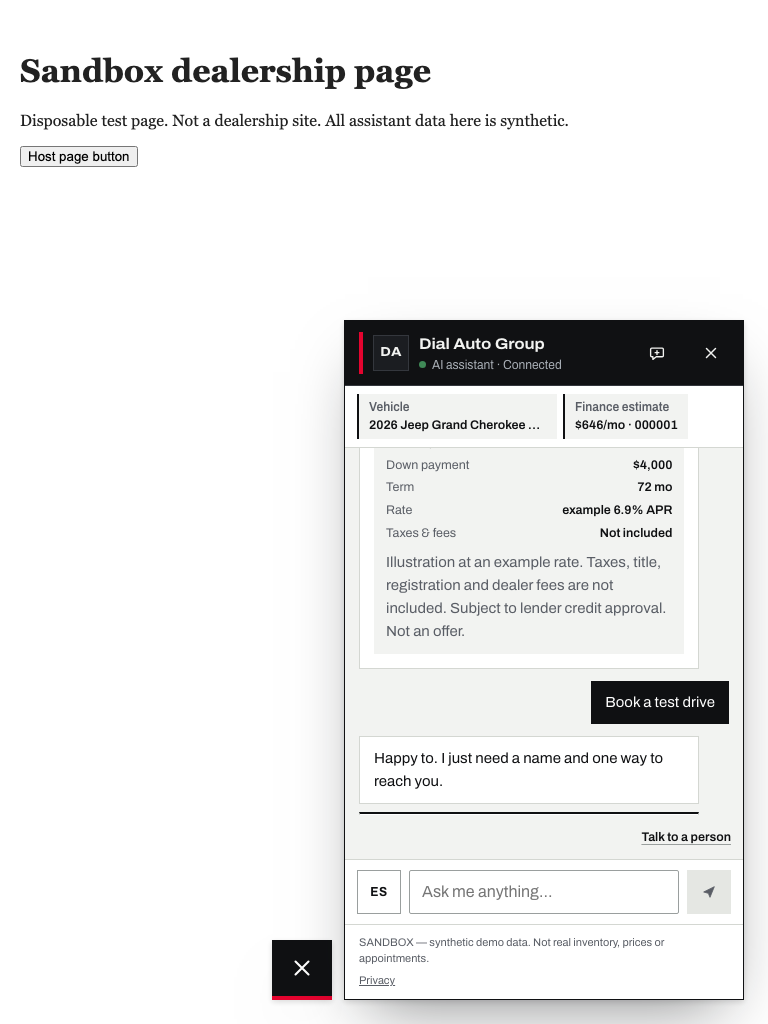 Sandbox dealership page
Disposable test page. Not a dealership site. All assistant data here is synthetic.
Host page button
DA
Dial Auto Group
AI assistant · Connected
Vehicle
2026 Jeep Grand Cherokee ...
Finance estimate
$646/mo · 000001
Down payment $4,000
Term 72 mo
Rate example 6.9% APR
Taxes & fees Not included
Illustration at an example rate. Taxes, title,
registration and dealer fees are not
included. Subject to lender credit approval.
Not an offer.
Book a test drive
Happy to. I just need a name and one way to
reach you.
Talk to a person
ES
Ask me anything...
SANDBOX — synthetic demo data. Not real inventory, prices or
appointments.
Privacy